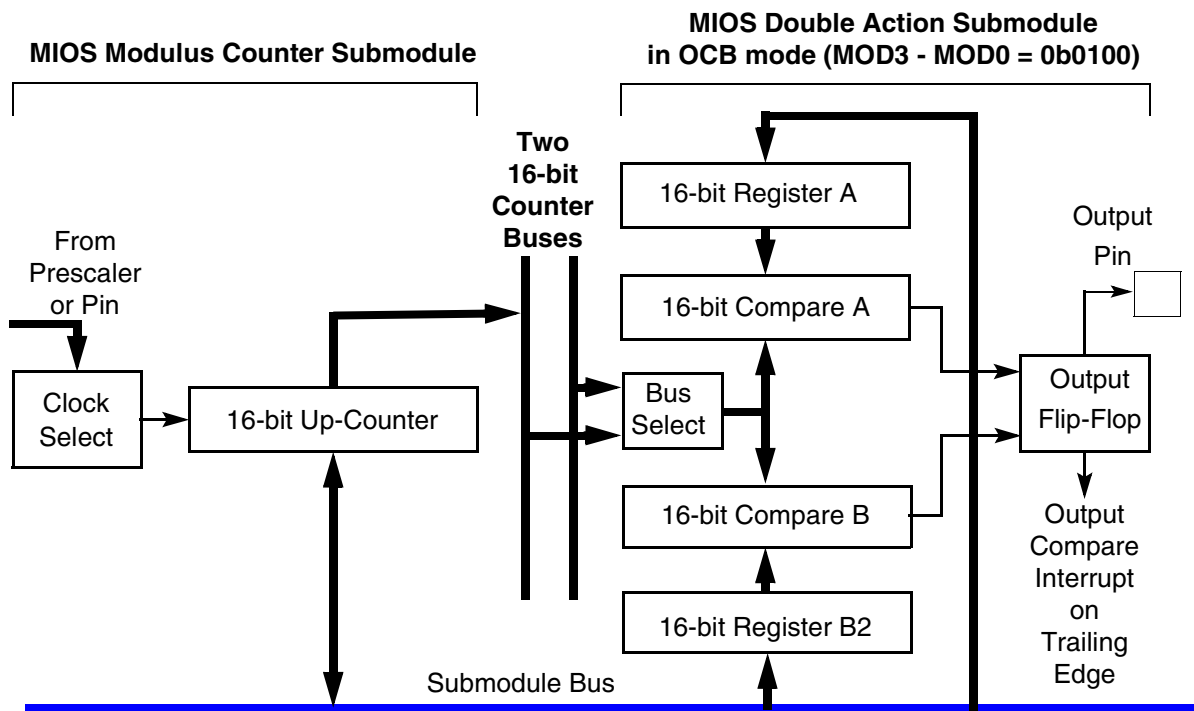 MIOS Modulus Counter Submodule
MIOS Double Action Submodule
in OCB mode (MOD3 - MOD0 = 0b0100)
Two
16-bit
Counter
Buses
From
Prescaler
or Pin
Clock
Select
16-bit Up-Counter
Bus
Select
16-bit Register A
16-bit Compare A
16-bit Compare B
16-bit Register B2
Output
Pin
Output
Flip-Flop
Output
Compare
Interrupt
on
Trailing
Edge
Submodule Bus